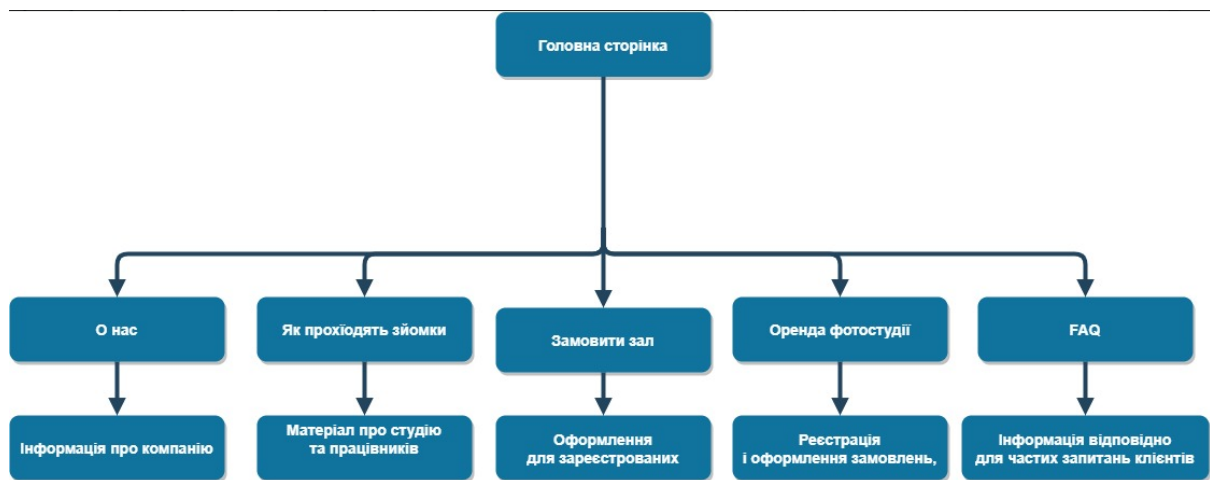 Головна сторінка
О нас
Як прохїодять зйомки
Замовити зал
Оренда фотостудії
FAQ
Інформація про компанію
Матеріал про студію
та працівників
Оформлення
для зареєстрованих
Реєстрація
і оформлення замовлень,
Інформація відповідно
для частих запитань клієнтів